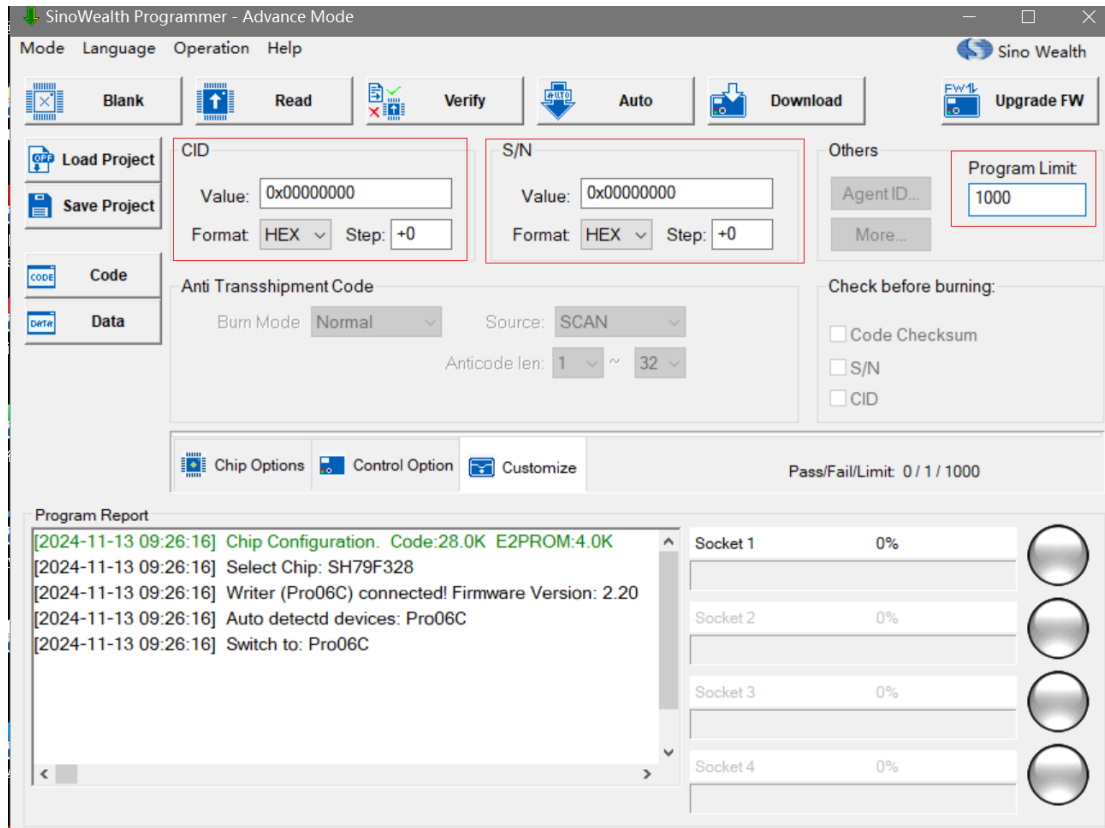 SinoWealth Programmer - Advance Mode
Mode Language Operation Help
Sino Wealth
Blank
Read
Verify
AUTO
Auto
Download
FW
Upgrade FW
OFF
Load Project
Save Project
CODE
Code
DATA
Data
CID
Value: 0x00000000
Format HEX Step: +0
S/N
Value: 0x00000000
Format HEX Step: +0
Others
Agent ID...
More...
Program Limit
1000
Anti Transshipment Code
Burn Mode Normal Source: SCAN
Anticode len: 1 ~ 32
Check before burning:
Code Checksum
S/N
CID
Chip Options Control Option Customize
Pass/Fail/Limit: 0 / 1 / 1000
Program Report
[2024-11-13 09:26:16] Chip Configuration. Code:28.0K E2PROM:4.0K
[2024-11-13 09:26:16] Select Chip: SH79F328
[2024-11-13 09:26:16] Writer (Pro06C) connected! Firmware Version: 2.20
[2024-11-13 09:26:16] Auto detectd devices: Pro06C
[2024-11-13 09:26:16] Switch to: Pro06C
Socket 1 0%
Socket 2 0%
Socket 3 0%
Socket 4 0%